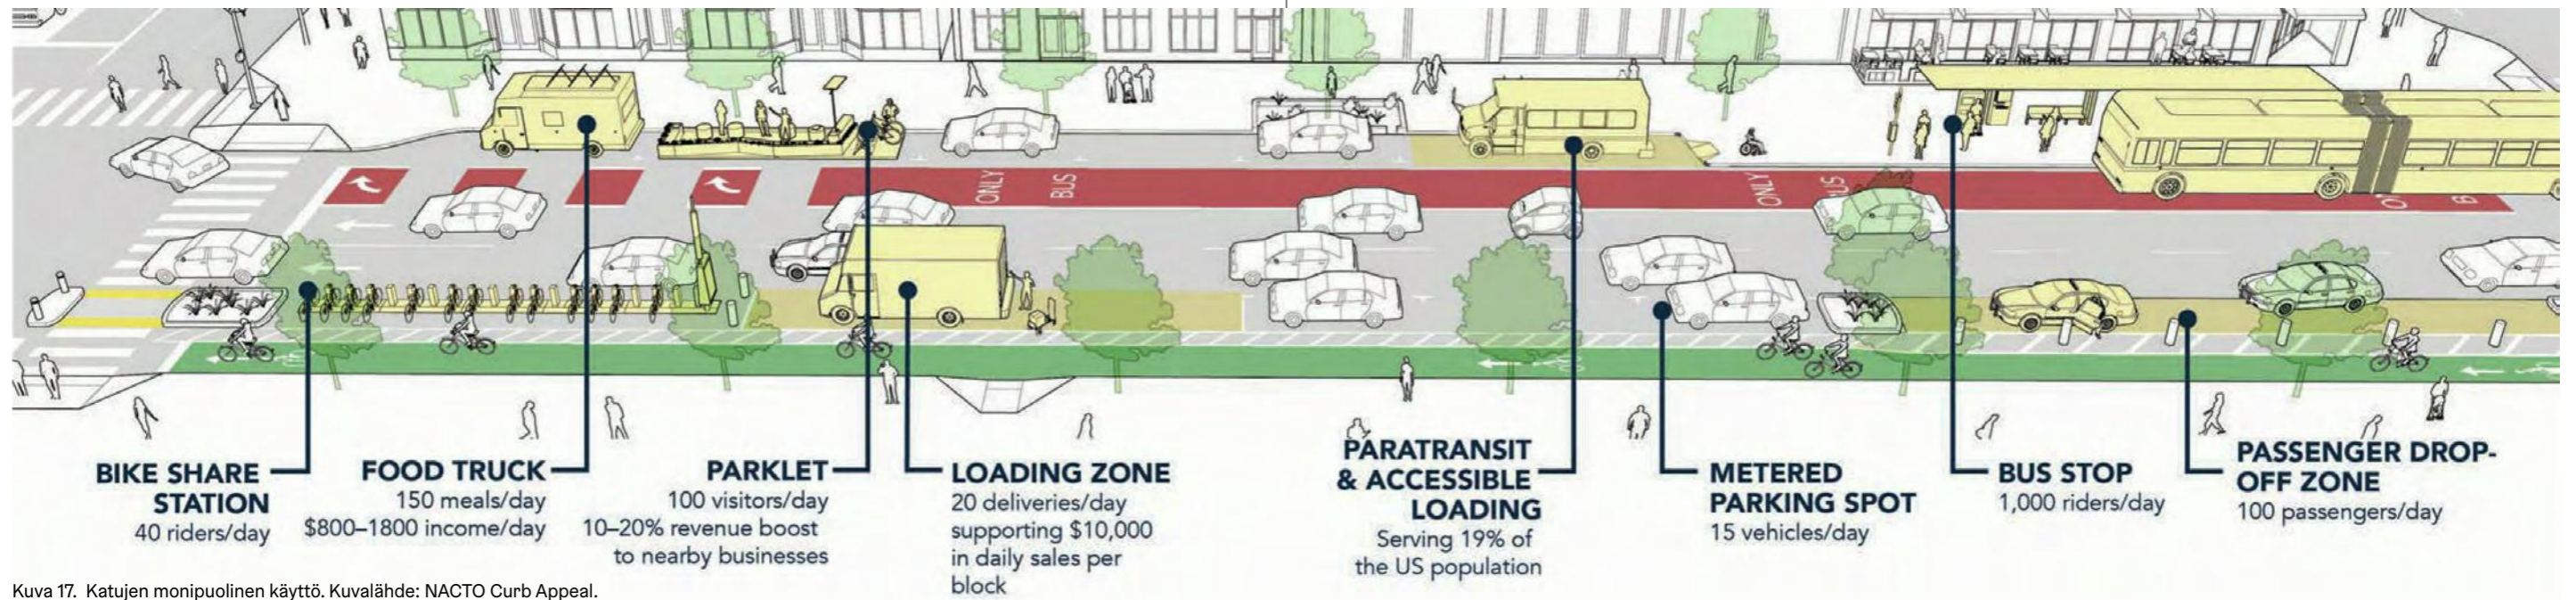 ONLY
BUS
ONLY
BUS
BIKE SHARE
STATION
40 riders/day
FOOD TRUCK
150 meals/day
$800–1800 income/day
PARKLET
100 visitors/day
10–20% revenue boost
to nearby businesses
LOADING ZONE
20 deliveries/day
supporting $10,000
in daily sales per
block
PARATRANSIT
& ACCESSIBLE
LOADING
Serving 19% of
the US population
METERED
PARKING SPOT
15 vehicles/day
BUS STOP
1,000 riders/day
PASSENGER DROP-
OFF ZONE
100 passengers/day
Kuva 17. Katujen monipuolinen käyttö. Kuvalähde: NACTO Curb Appeal.